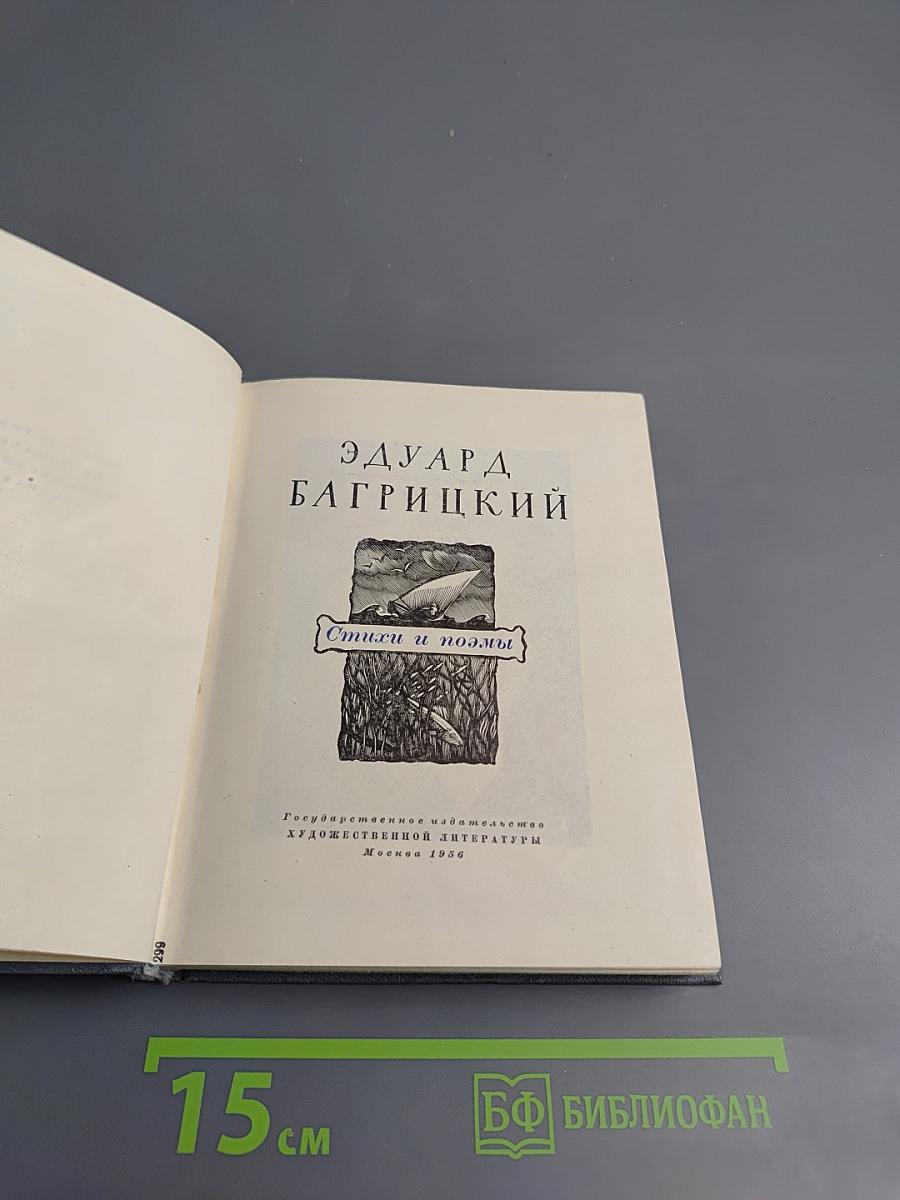 ЭДУАРД
БАГРИЦКИЙ
Стихи и поэмы
Государственное издательство
ХУДОЖЕСТВЕННОЙ ЛИТЕРАТУРЫ
Москва 1956
299
15 см
БФ БИБЛИОФАН